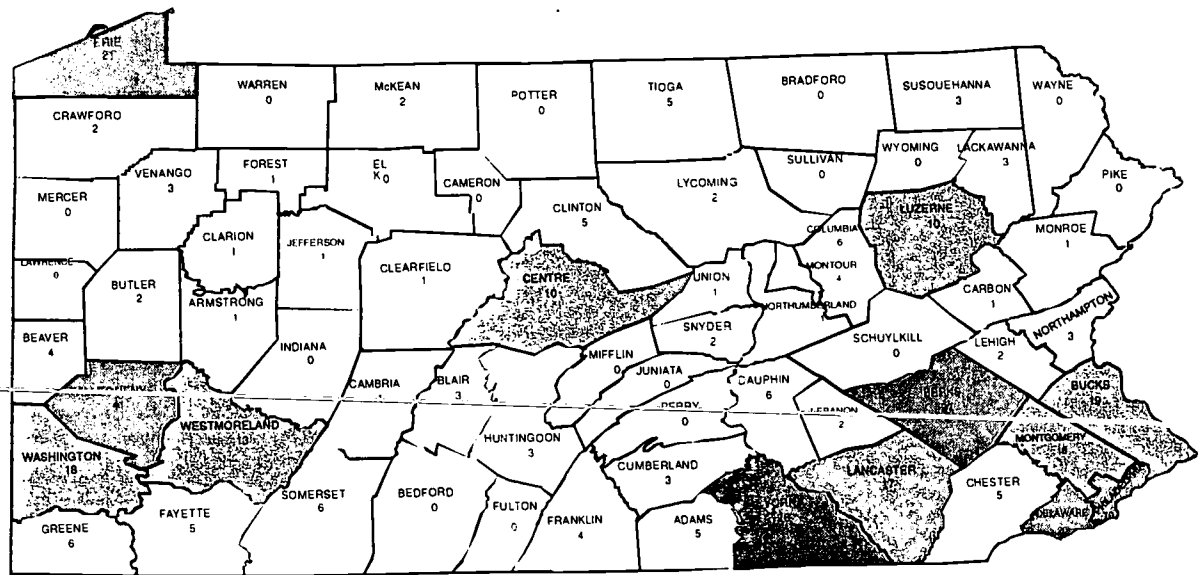 ERIE
21
WARREN
0
McKEAN
2
POTTER
0
TIOGA
5
BRADFORD
0
SUSOUEHANNA
3
WAYNE
0
CRAWFORO
2
VENANGO
3
FOREST
1
EL
K 0
CAMERON
0
SULLIVAN
0
WYOMING
0
LACKAWANNA
3
PIKE
0
MERCER
0
CLINTON
5
LYCOMING
2
LUZERNE
10
CLARION
1
JEFFERSON
1
COLUMBIA
6
MONROE
1
LAWRENCE
0
BUTLER
2
CLEARFIELD
1
CENTRE
10
UNION
1
MONTOUR
4
CARBON
1
ARMSTRONG
1
NORTHUMBERLAND
NORTHAMPTON
3
BEAVER
4
INDIANA
0
SNYDER
2
SCHUYLKILL
0
LEHIGH
2
MIFFLIN
0
JUNIATA
0
CAMBRIA
BLAIR
3
DAUPHIN
6
BUCKS
19
PERRY
0
LEBANON
2
WESTMORELAND
13
HUNTINGOON
3
MONTGOMERY
WASHINGTON
18
CUMBERLAND
3
LANCASTER
17
CHESTER
5
SOMERSET
6
BEDFORD
0
FULTON
0
FRANKLIN
4
ADAMS
5
DELAWARE
GREENE
6
FAYETTE
5